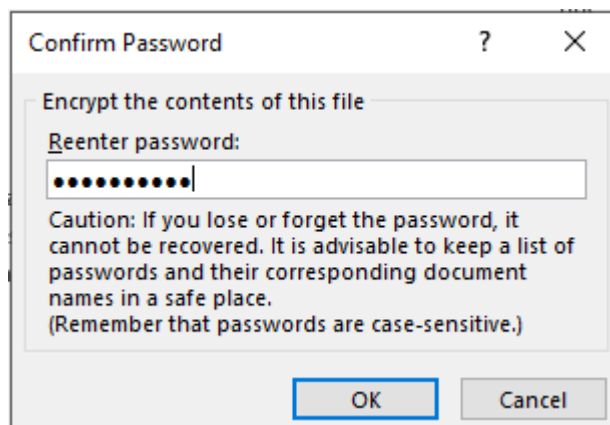 Confirm Password ?
Encrypt the contents of this file
Reenter password:
••••••••••
Caution: If you lose or forget the password, it
cannot be recovered. It is advisable to keep a list of
passwords and their corresponding document
names in a safe place.
(Remember that passwords are case-sensitive.)
OK Cancel